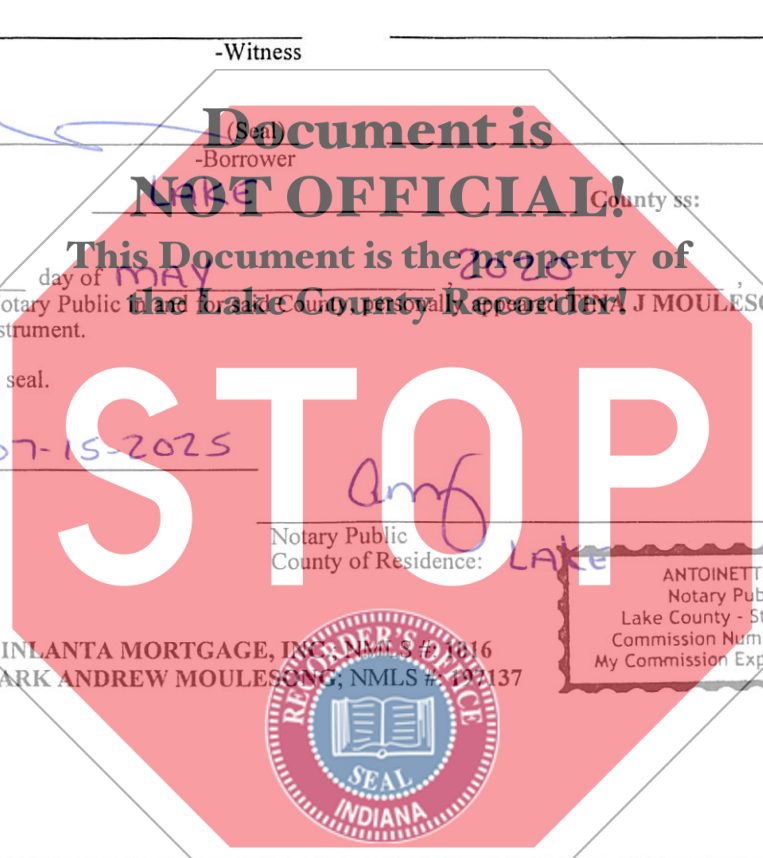 -Witness
Document is
(Seal)
-Borrower
NOT OFFICIAL!
LAKE County ss:
This Document is the property of
day of MAY , 2020 ,
the Lake County Recorder!
otary Public in and for said County, personally appeared TINA J MOULESO
strument.
seal.
STOP
07-15-2025
Notary Public
County of Residence: LAKE
ANTOINETT
Notary Pub
Lake County - St
Commission Num
My Commission Exp
INLANTA MORTGAGE, INC; NMLS #: 1016
ARK ANDREW MOULESONG; NMLS #: 197137
RECORDER'S OFFICE
SEAL
INDIANA